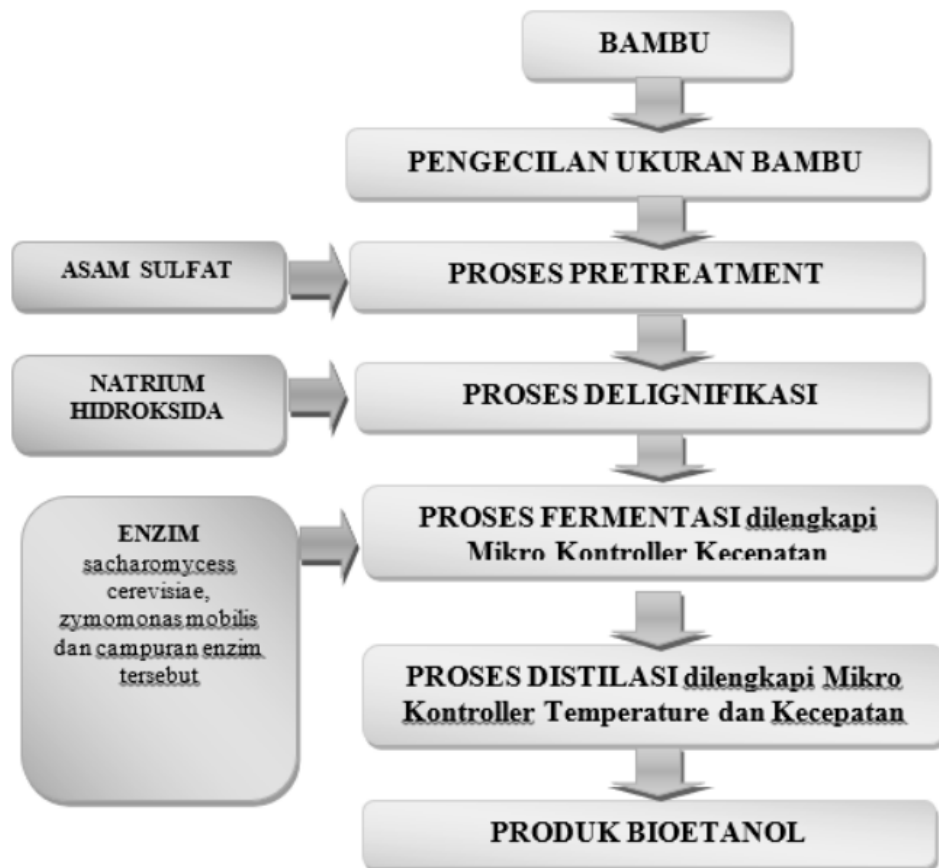 BAMBU
PENGECILAN UKURAN BAMBU
ASAM SULFAT
PROSES PRETREATMENT
NATRIUM
HIDROKSIDA
PROSES DELIGNIFIKASI
ENZIM
sacharomycess
cerevisiae,
zymomonas mobilis
dan campuran enzim
tersebut
PROSES FERMENTASI dilengkapi
Mikro Kontroller Kecepatan
PROSES DISTILASI dilengkapi Mikro
Kontroller Temperature dan Kecepatan
PRODUK BIOETANOL